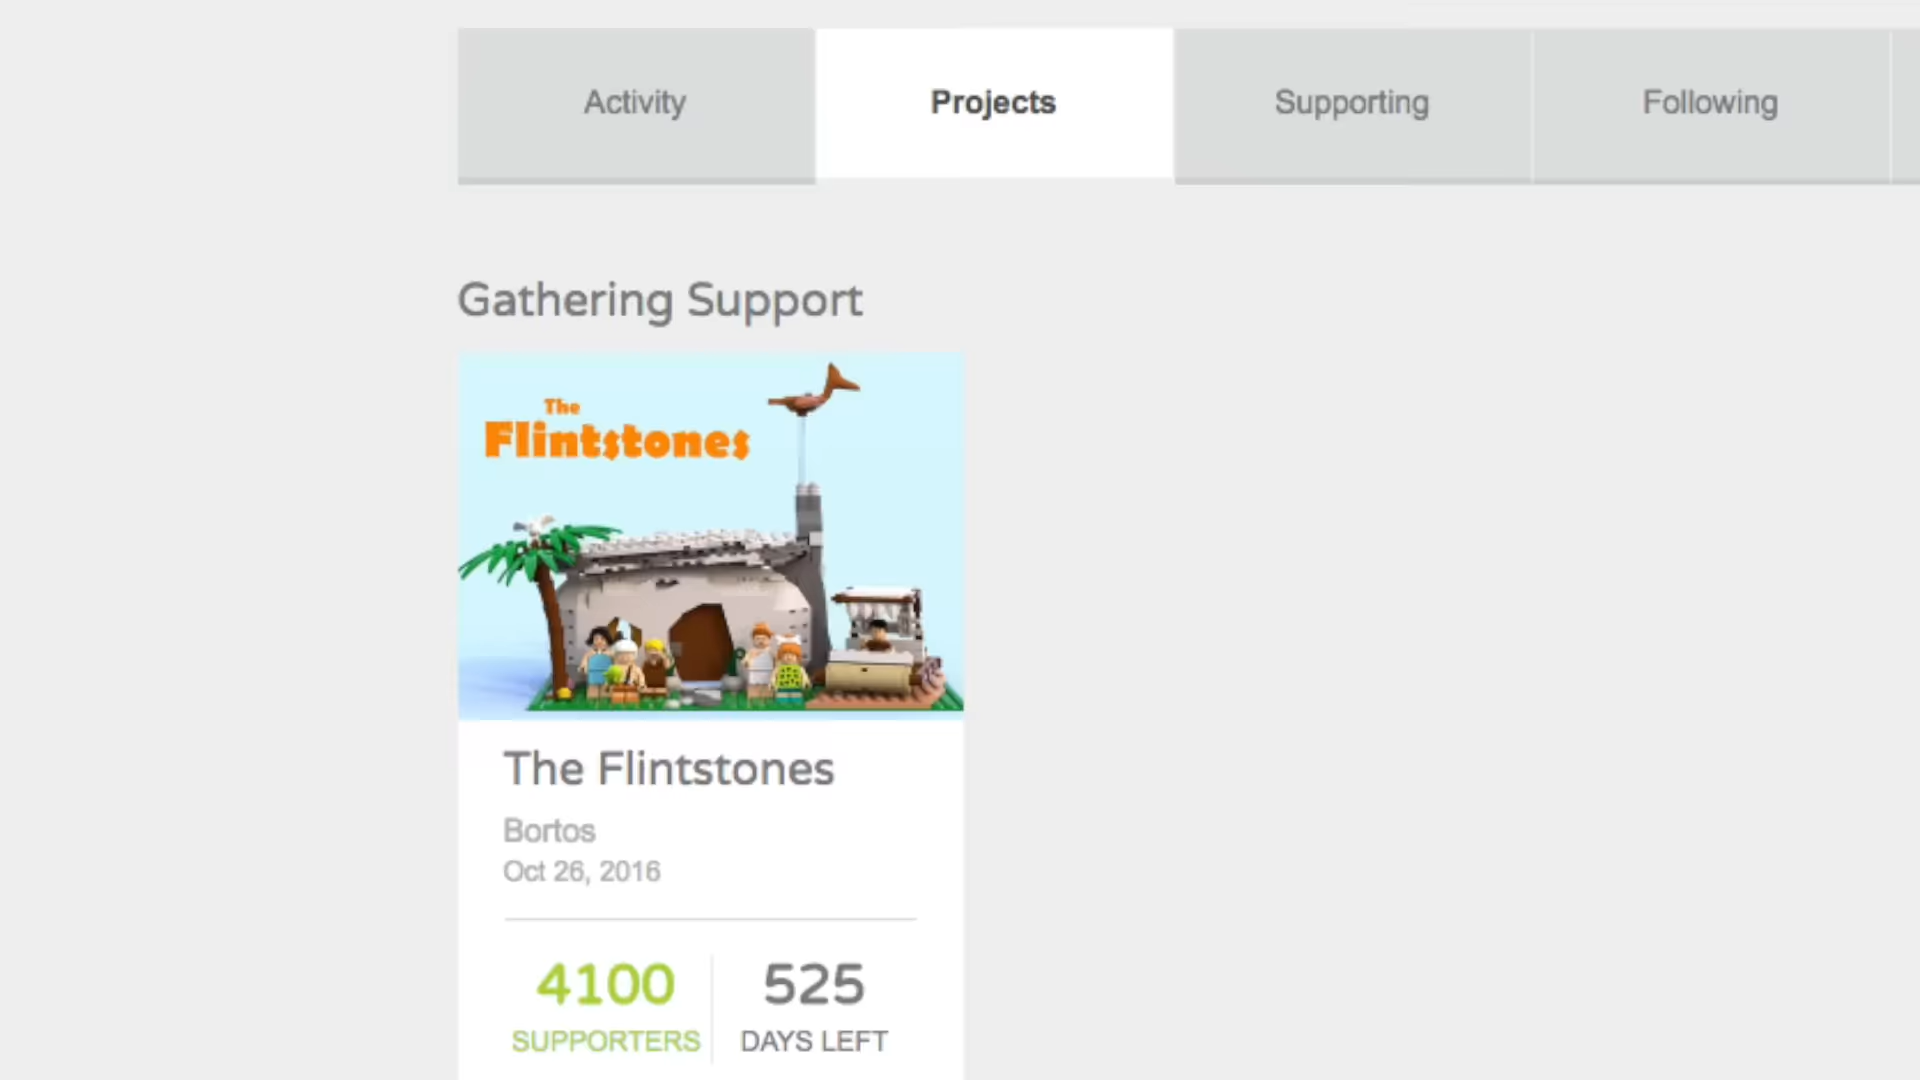 Activity
Projects
Supporting
Following
Gathering Support
The
Flintstones
The Flintstones
Bortos
Oct 26, 2016
4100
SUPPORTERS
525
DAYS LEFT